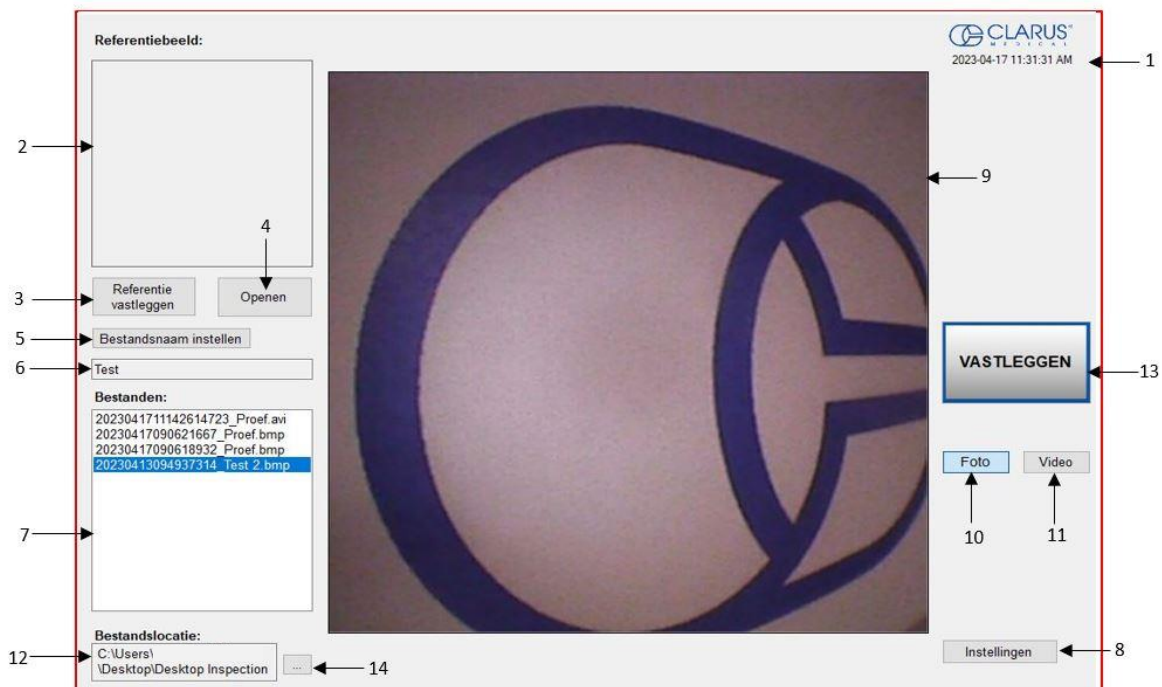 Referentiebeeld:
CLARUS®
MEDICAL
2023-04-17 11:31:31 AM
1
2
9
4
3
Referentie
vastleggen
Openen
5
Bestandsnaam instellen
6
Test
VASTLEGGEN
13
Bestanden:
2023041711142614723_Proef.avi
20230417090621667_Proef.bmp
20230417090618932_Proef.bmp
20230413094937314_Test 2.bmp
Foto
Video
7
10
11
Bestandslocatie:
12
C:\Users\
\Desktop\Desktop Inspection
...
14
Instellingen
8